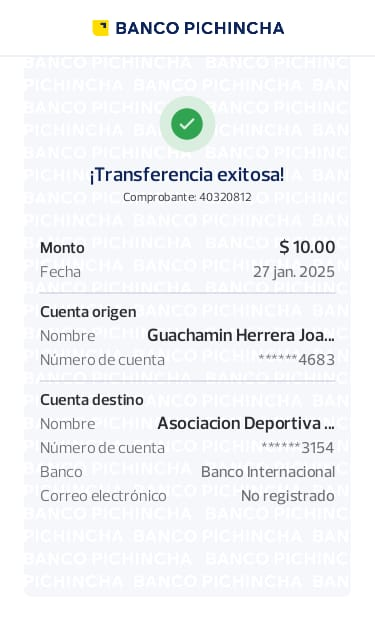 BANCO PICHINCHA
¡Transferencia exitosa!
Comprobante: 40320812
Monto $ 10.00
Fecha 27 jan. 2025
Cuenta origen
Nombre Guachamin Herrera Joa...
Número de cuenta ******4683
Cuenta destino
Nombre Asociacion Deportiva ...
Número de cuenta ******3154
Banco Banco Internacional
Correo electrónico No registrado